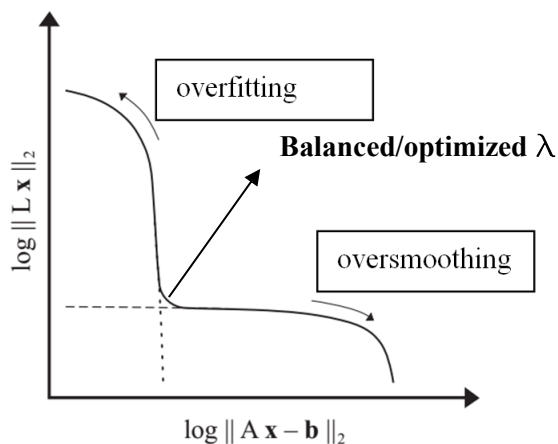 overfitting
Balanced/optimized λ
oversmoothing
log || L x ||₂
log || A x – b ||₂